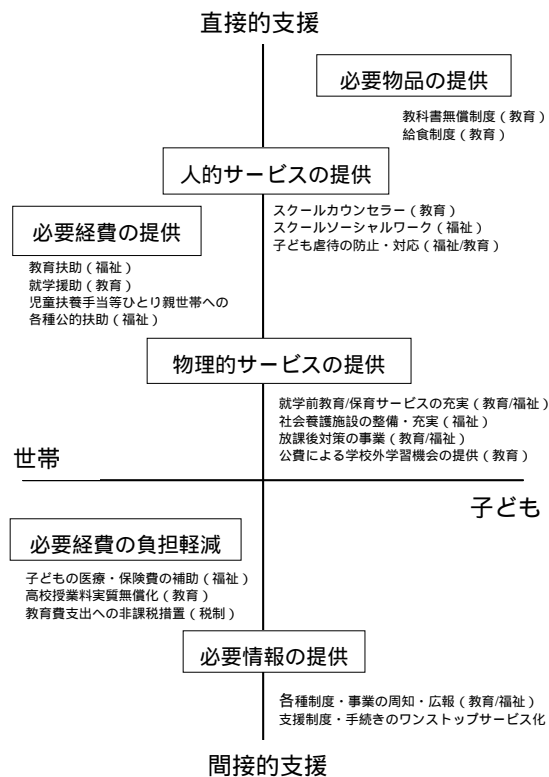 直接的支援
必要物品の提供
教科書無償制度（教育）
給食制度（教育）
人的サービスの提供
スクールカウンセラー（教育）
スクールソーシャルワーク（福祉）
子ども虐待の防止・対応（福祉/教育）
必要経費の提供
教育扶助（福祉）
就学援助（教育）
児童扶養手当等ひとり親世帯への
各種公的扶助（福祉）
物理的サービスの提供
就学前教育/保育サービスの充実（教育/福祉）
社会養護施設の整備・充実（福祉）
放課後対策の事業（教育/福祉）
公費による学校外学習機会の提供（教育）
世帯
子ども
必要経費の負担軽減
子どもの医療・保険費の補助（福祉）
高校授業料実質無償化（教育）
教育費支出への非課税措置（税制）
必要情報の提供
各種制度・事業の周知・広報（教育/福祉）
支援制度・手続きのワンストップサービス化
間接的支援